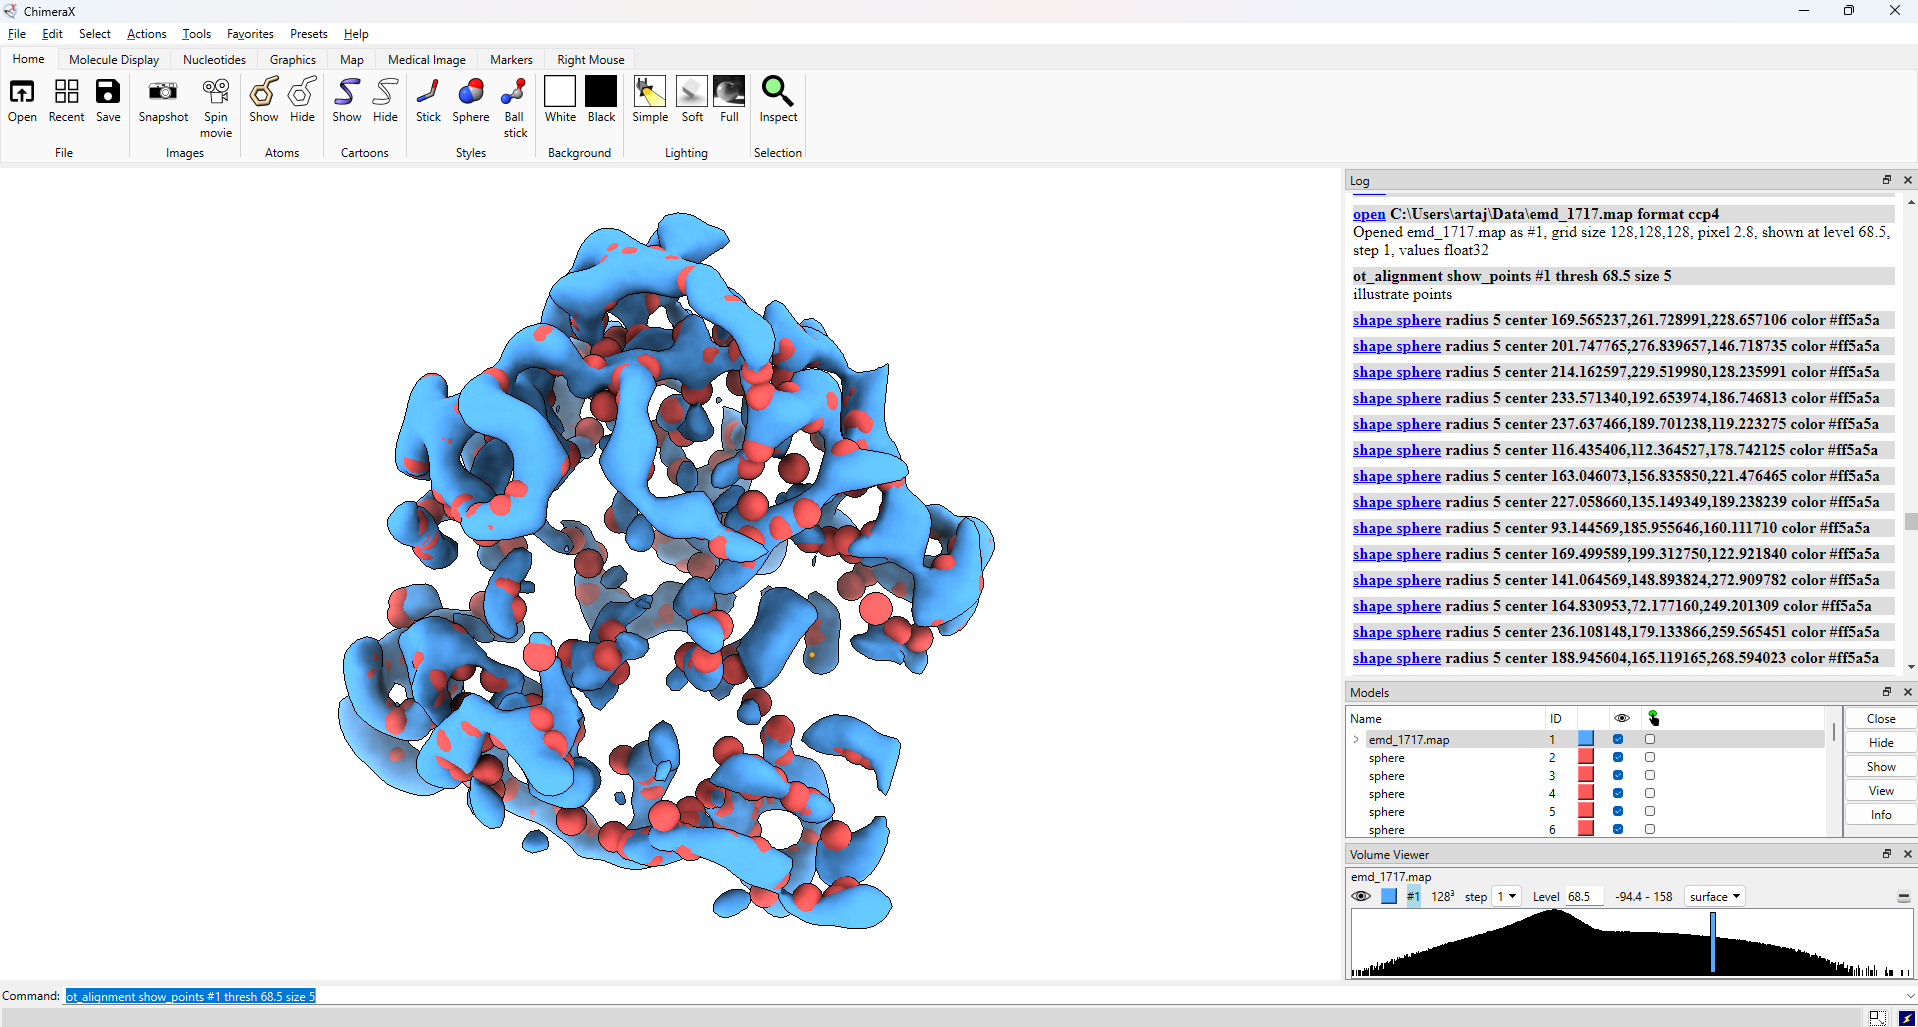 ChimeraX
File Edit Select Actions Tools Favorites Presets Help
Home Molecule Display Nucleotides Graphics Map Medical Image Markers Right Mouse
Open Recent Save Snapshot Spin movie Show Hide Show Hide Stick Sphere Ball stick White Black Simple Soft Full Inspect
File Images Atoms Cartoons Styles Background Lighting Selection
Log
open C:\Users\artaj\Data\emd_1717.map format ccp4
Opened emd_1717.map as #1, grid size 128,128,128, pixel 2.8, shown at level 68.5,
step 1, values float32
ot_alignment show_points #1 thresh 68.5 size 5
illustrate points
shape sphere radius 5 center 169.565237,261.728991,228.657106 color #ff5a5a
shape sphere radius 5 center 201.747765,276.839657,146.718735 color #ff5a5a
shape sphere radius 5 center 214.162597,229.519980,128.235991 color #ff5a5a
shape sphere radius 5 center 233.571340,192.653974,186.746813 color #ff5a5a
shape sphere radius 5 center 237.637466,189.701238,119.223275 color #ff5a5a
shape sphere radius 5 center 116.435406,112.364527,178.742125 color #ff5a5a
shape sphere radius 5 center 163.046073,156.835850,221.476465 color #ff5a5a
shape sphere radius 5 center 227.058660,135.149349,189.238239 color #ff5a5a
shape sphere radius 5 center 93.144569,185.955646,160.111710 color #ff5a5a
shape sphere radius 5 center 169.499589,199.312750,122.921840 color #ff5a5a
shape sphere radius 5 center 141.064569,148.893824,272.909782 color #ff5a5a
shape sphere radius 5 center 164.830953,72.177160,249.201309 color #ff5a5a
shape sphere radius 5 center 236.108148,179.133866,259.565451 color #ff5a5a
shape sphere radius 5 center 188.945604,165.119165,268.594023 color #ff5a5a
Models
Name ID
emd_1717.map 1
sphere 2
sphere 3
sphere 4
sphere 5
sphere 6
Close
Hide
Show
View
Info
Volume Viewer
emd_1717.map
#1 128³ step 1 Level 68.5 -94.4 - 158 surface
Command: ot_alignment show_points #1 thresh 68.5 size 5